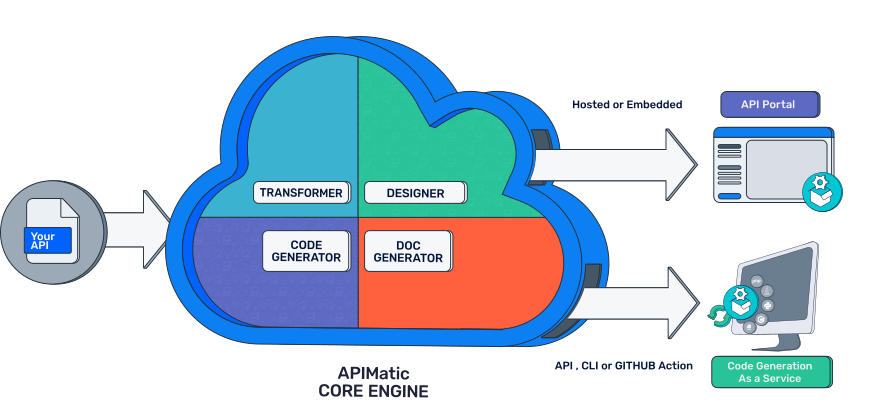 Hosted or Embedded
API Portal
TRANSFORMER
DESIGNER
Your
API
CODE
GENERATOR
DOC
GENERATOR
API , CLI or GITHUB Action
Code Generation
As a Service
APIMatic
CORE ENGINE